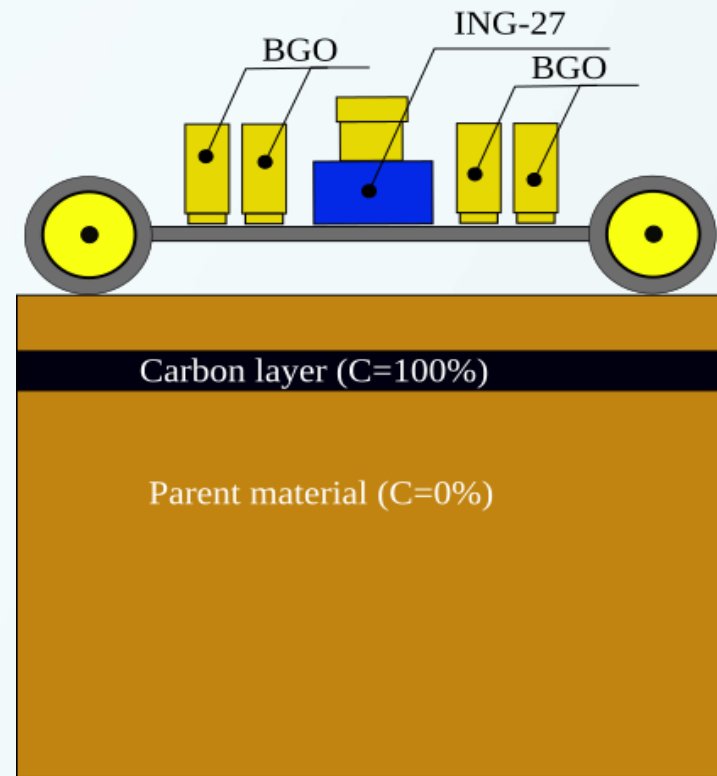 ING-27
BGO
BGO
Carbon layer (C=100%)
Parent material (C=0%)